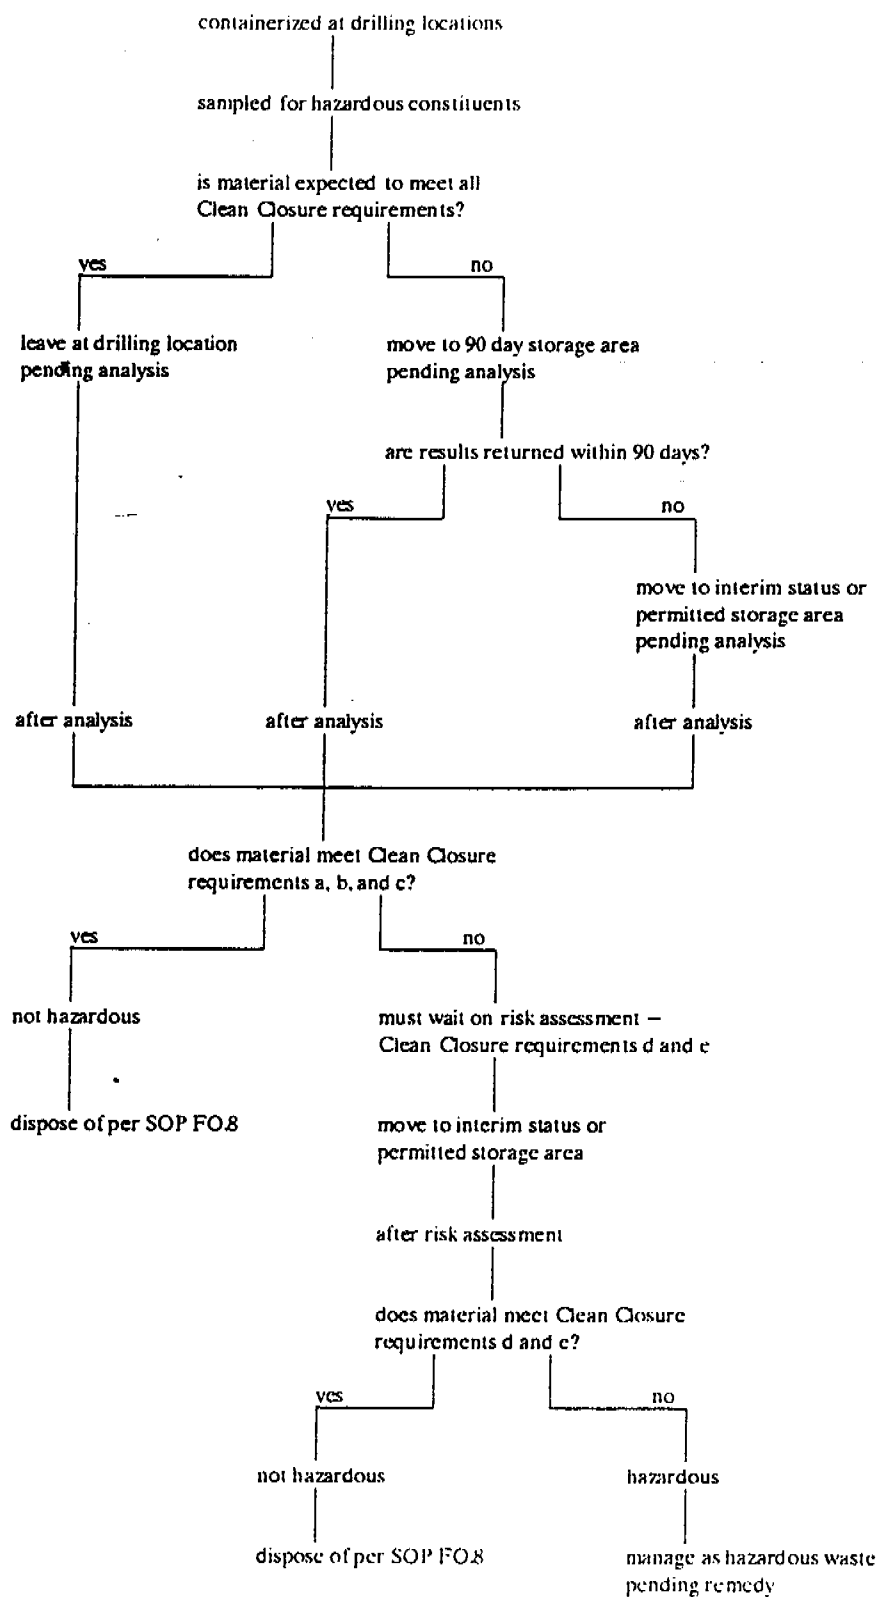 containerized at drilling locations
sampled for hazardous constituents
is material expected to meet all
Clean Closure requirements?
yes
no
leave at drilling location
pending analysis
move to 90 day storage area
pending analysis
are results returned within 90 days?
yes
no
move to interim status or
permitted storage area
pending analysis
after analysis
after analysis
after analysis
does material meet Clean Closure
requirements a, b, and c?
yes
no
not hazardous
must wait on risk assessment –
Clean Closure requirements d and e
dispose of per SOP FO.8
move to interim status or
permitted storage area
after risk assessment
does material meet Clean Closure
requirements d and e?
yes
no
not hazardous
hazardous
dispose of per SOP FO.8
manage as hazardous waste
pending remedy